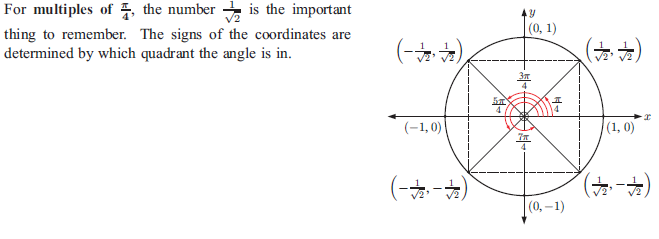 For multiples of π/4, the number 1/√2 is the important
thing to remember. The signs of the coordinates are
determined by which quadrant the angle is in.
y
(0, 1)
(−1/√2, 1/√2)
(1/√2, 1/√2)
3π/4
5π/4
π/4
x
(−1, 0)
(1, 0)
7π/4
(−1/√2, −1/√2)
(1/√2, −1/√2)
(0, −1)